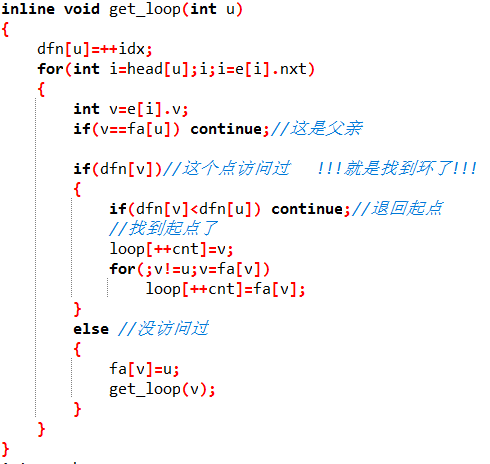 inline void get_loop(int u)
{
    dfn[u]=++idx;
    for(int i=head[u];i;i=e[i].nxt)
    {
        int v=e[i].v;
        if(v==fa[u]) continue;//这是父亲

        if(dfn[v])//这个点访问过   !!!就是找到环了!!!
        {
            if(dfn[v]<dfn[u]) continue;//退回起点
            //找到起点了
            loop[++cnt]=v;
            for(;v!=u;v=fa[v])
                loop[++cnt]=fa[v];
        }
        else //没访问过
        {
            fa[v]=u;
            get_loop(v);
        }
    }
}